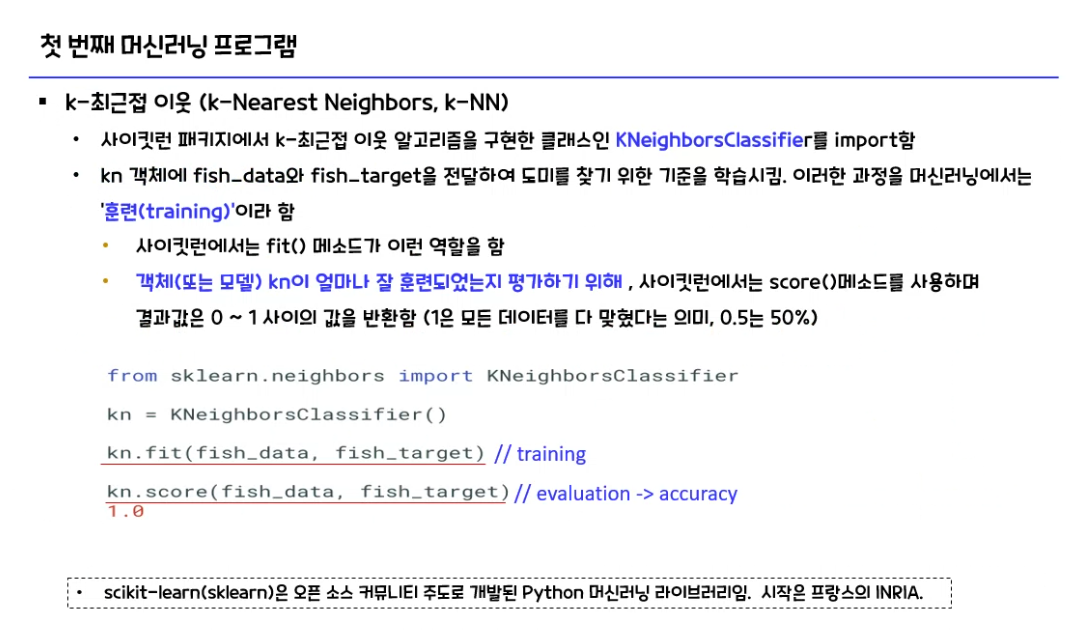 첫 번째 머신러닝 프로그램
▪ k-최근접 이웃 (k-Nearest Neighbors, k-NN)
• 사이킷런 패키지에서 k-최근접 이웃 알고리즘을 구현한 클래스인 KNeighborsClassifier를 import함
• kn 객체에 fish_data와 fish_target을 전달하여 도미를 찾기 위한 기준을 학습시킴. 이러한 과정을 머신러닝에서는
'훈련(training)'이라 함
• 사이킷런에서는 fit() 메소드가 이런 역할을 함
• 객체(또는 모델) kn이 얼마나 잘 훈련되었는지 평가하기 위해 , 사이킷런에서는 score()메소드를 사용하며
결과값은 0 ~ 1 사이의 값을 반환함 (1은 모든 데이터를 다 맞혔다는 의미, 0.5는 50%)
from sklearn.neighbors import KNeighborsClassifier
kn = KNeighborsClassifier()
kn.fit(fish_data, fish_target) // training
kn.score(fish_data, fish_target) // evaluation -> accuracy
1.0
• scikit-learn(sklearn)은 오픈 소스 커뮤니티 주도로 개발된 Python 머신러닝 라이브러리임. 시작은 프랑스의 INRIA.